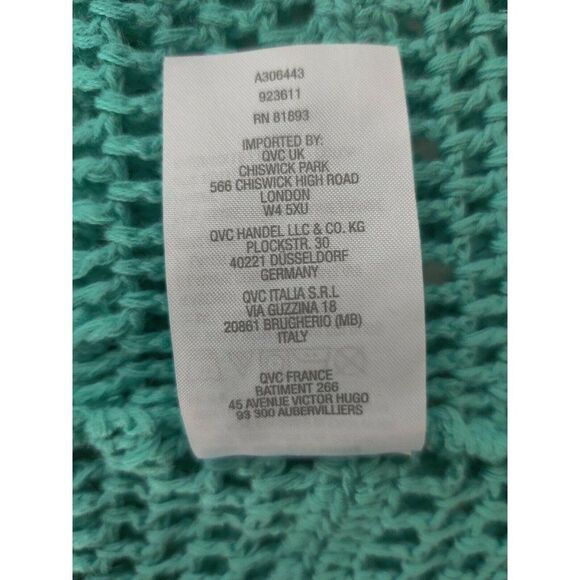 A306443
923611
RN 81893
IMPORTED BY:
QVC UK
CHISWICK PARK
566 CHISWICK HIGH ROAD
LONDON
W4 5XU
QVC HANDEL LLC & CO. KG
PLOCKSTR. 30
40221 DÜSSELDORF
GERMANY
QVC ITALIA S.R.L
VIA GUZZINA 18
20861 BRUGHERIO (MB)
ITALY
QVC FRANCE
BATIMENT 266
45 AVENUE VICTOR HUGO
93 300 AUBERVILLIERS